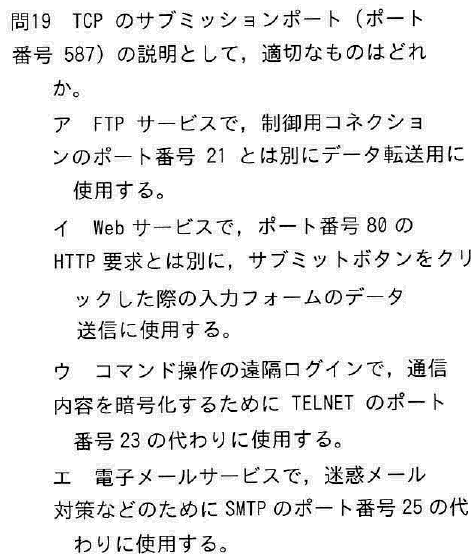 問19 TCP のサブミッションポート（ポート
番号 587）の説明として，適切なものはどれ
か。
ア FTP サービスで，制御用コネクショ
ンのポート番号 21 とは別にデータ転送用に
使用する。
イ Web サービスで，ポート番号 80 の
HTTP 要求とは別に，サブミットボタンをクリ
ックした際の入力フォームのデータ
送信に使用する。
ウ コマンド操作の遠隔ログインで，通信
内容を暗号化するために TELNET のポート
番号 23 の代わりに使用する。
エ 電子メールサービスで，迷惑メール
対策などのために SMTP のポート番号 25 の代
わりに使用する。